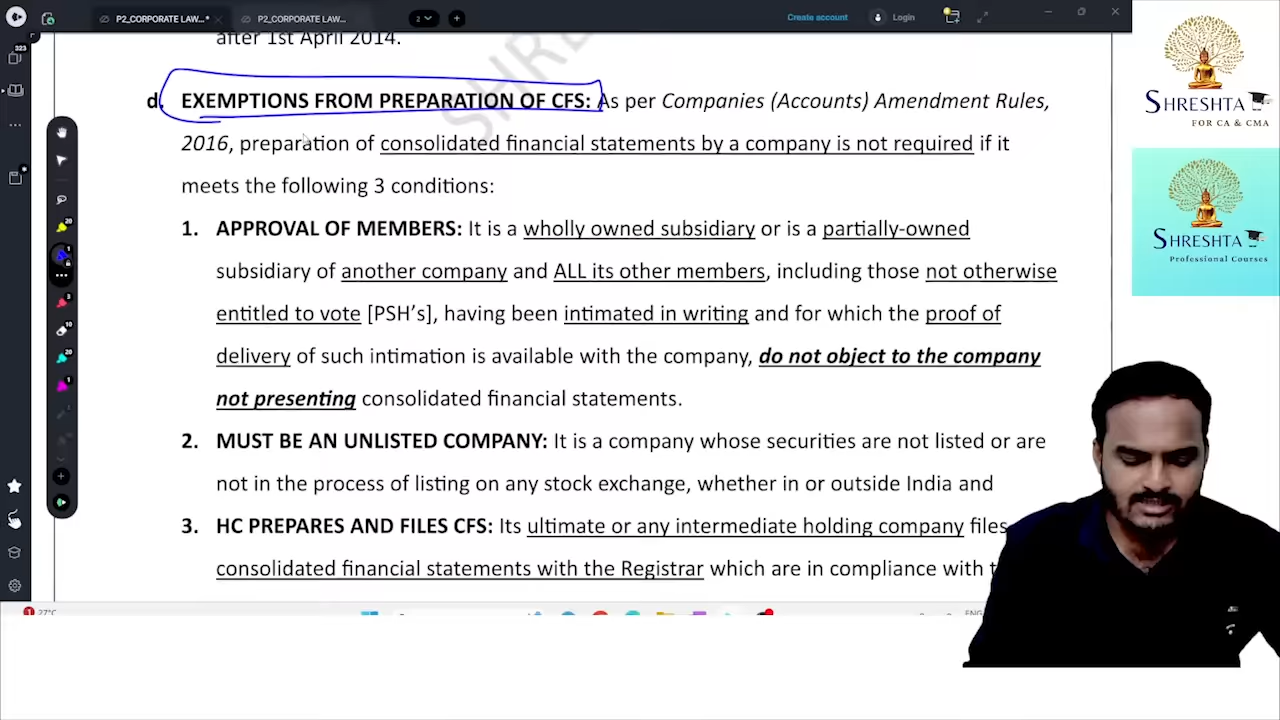 P2_CORPORATE LAW...*
P2_CORPORATE LAW...
2
Create account
Login
323
after 1st April 2014.
d. EXEMPTIONS FROM PREPARATION OF CFS: As per Companies (Accounts) Amendment Rules,
2016, preparation of consolidated financial statements by a company is not required if it
meets the following 3 conditions:
1. APPROVAL OF MEMBERS: It is a wholly owned subsidiary or is a partially-owned
subsidiary of another company and ALL its other members, including those not otherwise
entitled to vote [PSH's], having been intimated in writing and for which the proof of
delivery of such intimation is available with the company, do not object to the company
not presenting consolidated financial statements.
2. MUST BE AN UNLISTED COMPANY: It is a company whose securities are not listed or are
not in the process of listing on any stock exchange, whether in or outside India and
3. HC PREPARES AND FILES CFS: Its ultimate or any intermediate holding company files
consolidated financial statements with the Registrar which are in compliance with
27°C
ENG
SHRESHTA
FOR CA & CMA
SHRESHTA
Professional Courses